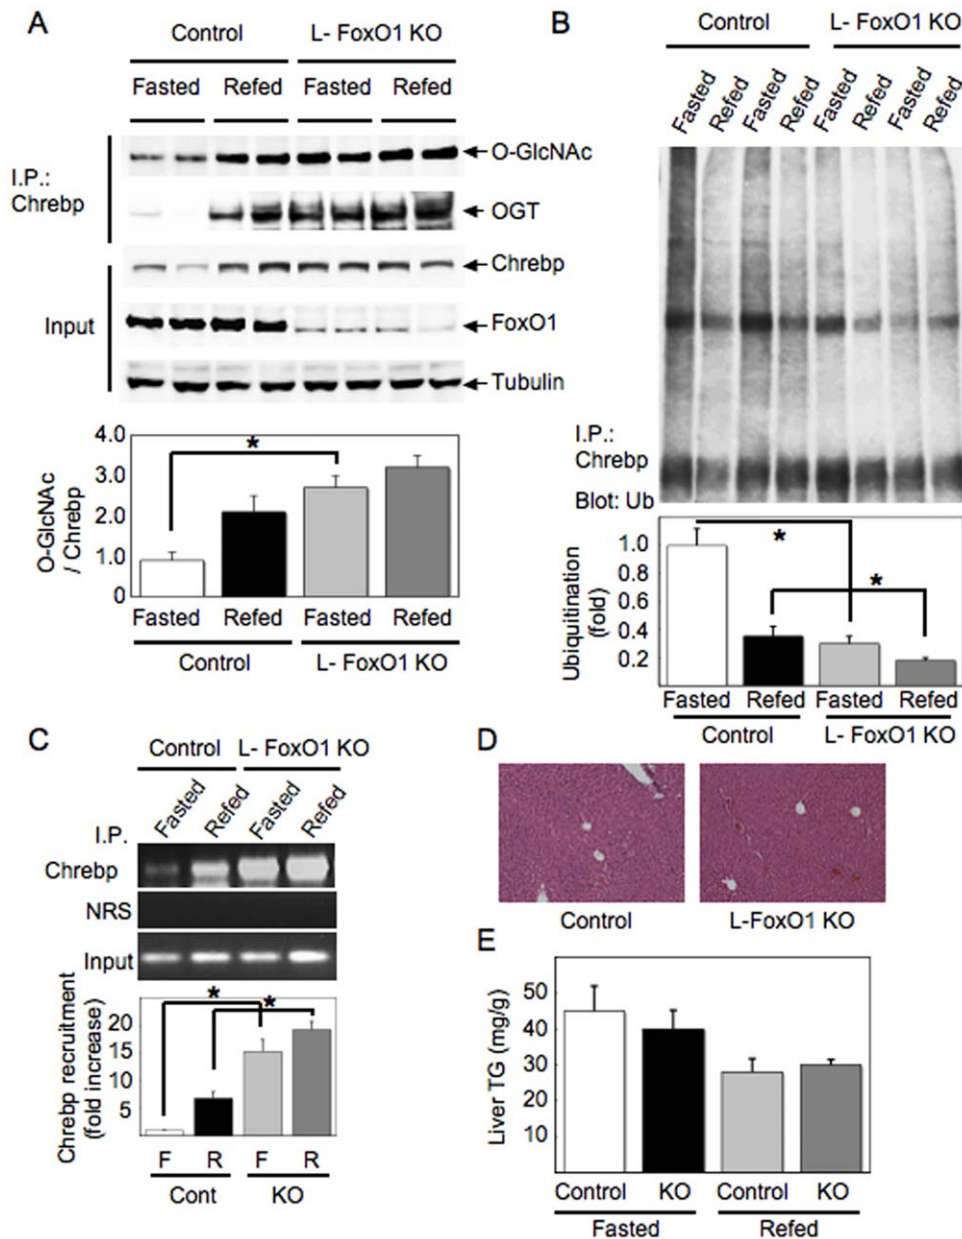 A
Control L- FoxO1 KO
Fasted Refed Fasted Refed
I.P.:
Chrebp
O-GlcNAc
OGT
Input
Chrebp
FoxO1
Tubulin
O-GlcNAc
/ Chrebp
4.0
3.0
2.0
1.0
0
*
Fasted Refed Fasted Refed
Control L- FoxO1 KO
B
Control L- FoxO1 KO
Fasted Refed Fasted Refed Fasted Refed Fasted Refed
I.P.:
Chrebp
Blot: Ub
Ubiquitination
(fold)
1.0
0.8
0.6
0.4
0.2
*
*
Fasted Refed Fasted Refed
Control L- FoxO1 KO
C
Control L- FoxO1 KO
Fasted Refed Fasted Refed
I.P.
Chrebp
NRS
Input
Chrebp recruitment
(fold increase)
20
15
10
5
*
*
F R F R
Cont KO
D
Control L-FoxO1 KO
E
Liver TG (mg/g)
50
40
30
20
10
Control KO Control KO
Fasted Refed